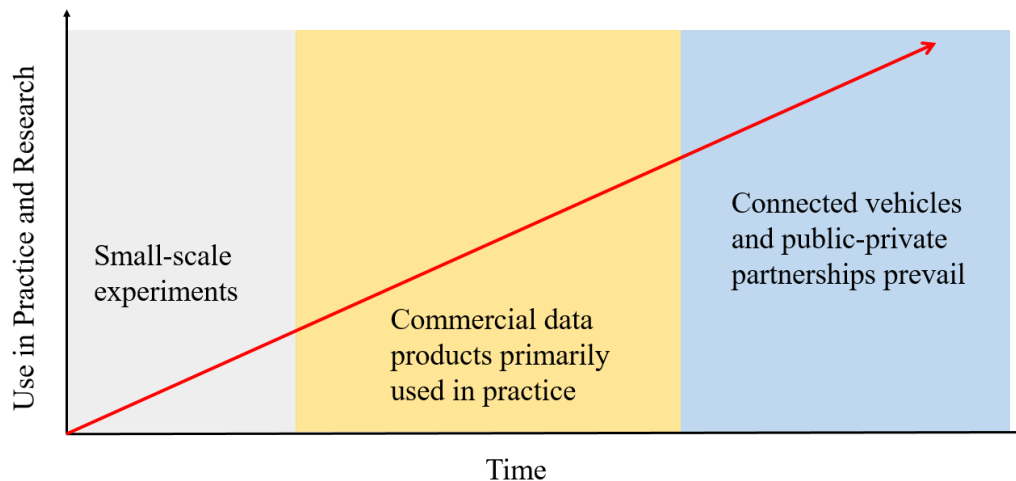 Use in Practice and Research
Small-scale
experiments
Commercial data
products primarily
used in practice
Connected vehicles
and public-private
partnerships prevail
Time